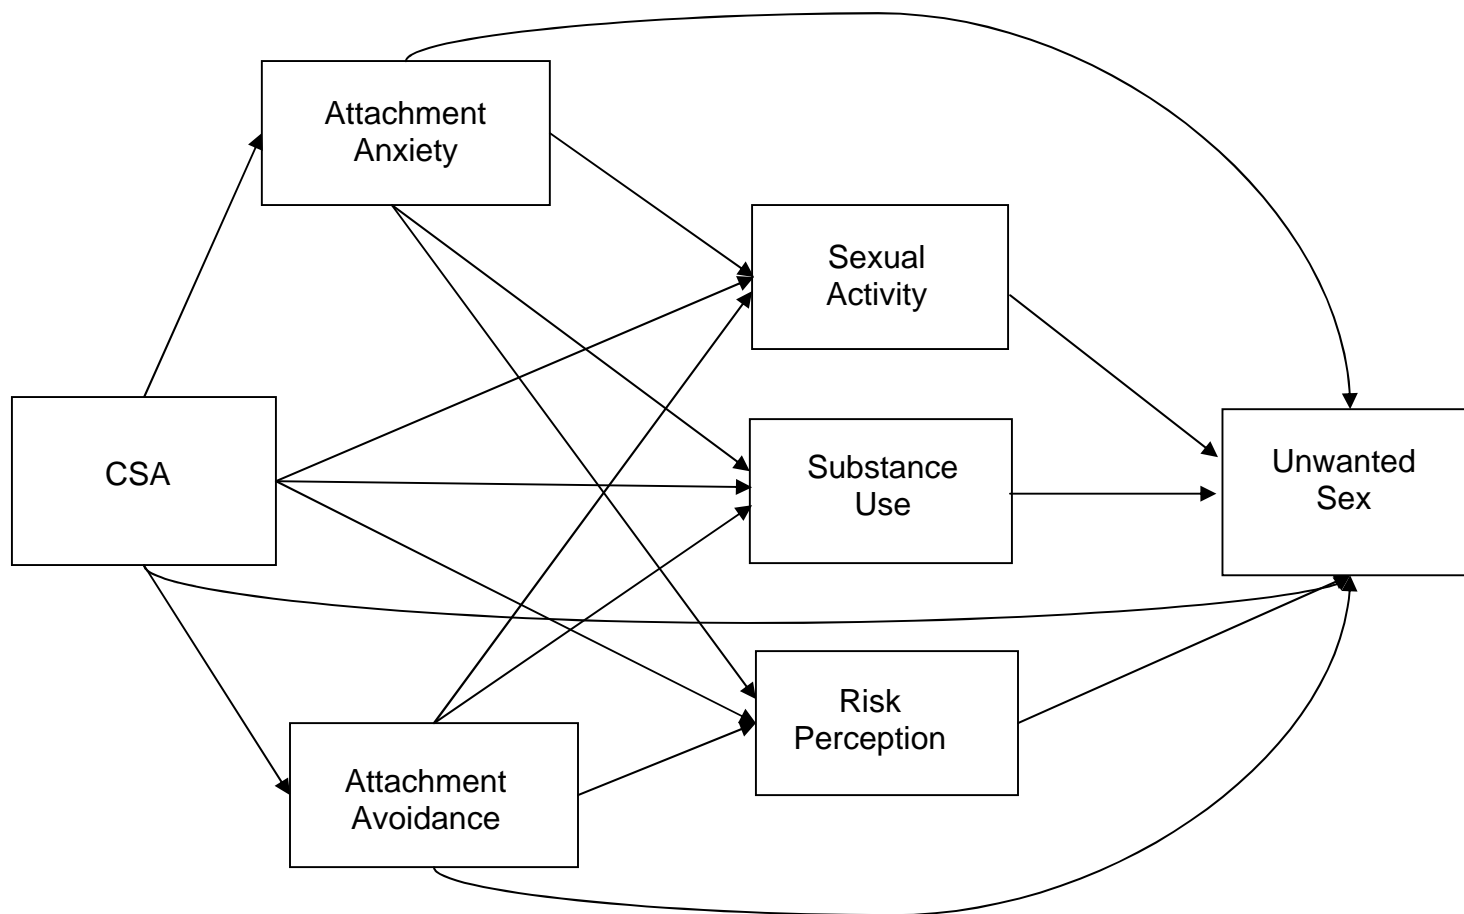 Attachment
Anxiety
Sexual
Activity
CSA
Substance
Use
Unwanted
Sex
Risk
Perception
Attachment
Avoidance